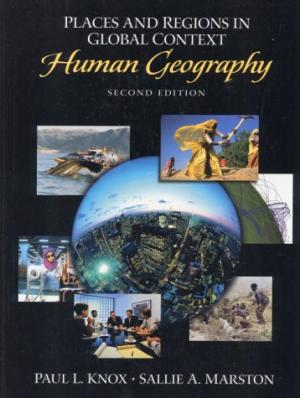 PLACES AND REGIONS IN
GLOBAL CONTEXT
Human Geography
SECOND EDITION
PAUL L. KNOX · SALLIE A. MARSTON